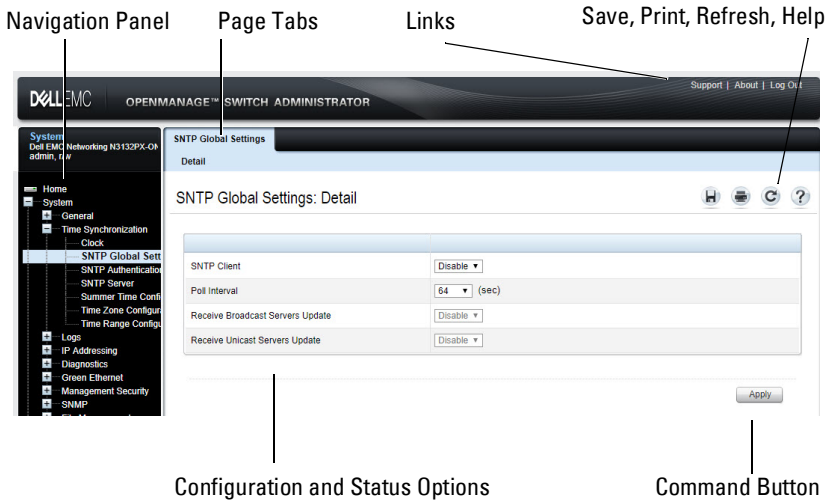 Navigation Panel
Page Tabs
Links
Save, Print, Refresh, Help
DELLEMC
OPENMANAGE™ SWITCH ADMINISTRATOR
Support | About | Log Out
System
Dell EMC Networking N3132PX-ON
admin, r/w
SNTP Global Settings
Detail
Home
System
General
Time Synchronization
Clock
SNTP Global Sett
SNTP Authentication
SNTP Server
Summer Time Confi
Time Zone Configura
Time Range Configu
Logs
IP Addressing
Diagnostics
Green Ethernet
Management Security
SNMP
SNTP Global Settings: Detail
?
SNTP Client
Disable
Poll Interval
64 (sec)
Receive Broadcast Servers Update
Disable
Receive Unicast Servers Update
Disable
Apply
Configuration and Status Options
Command Button